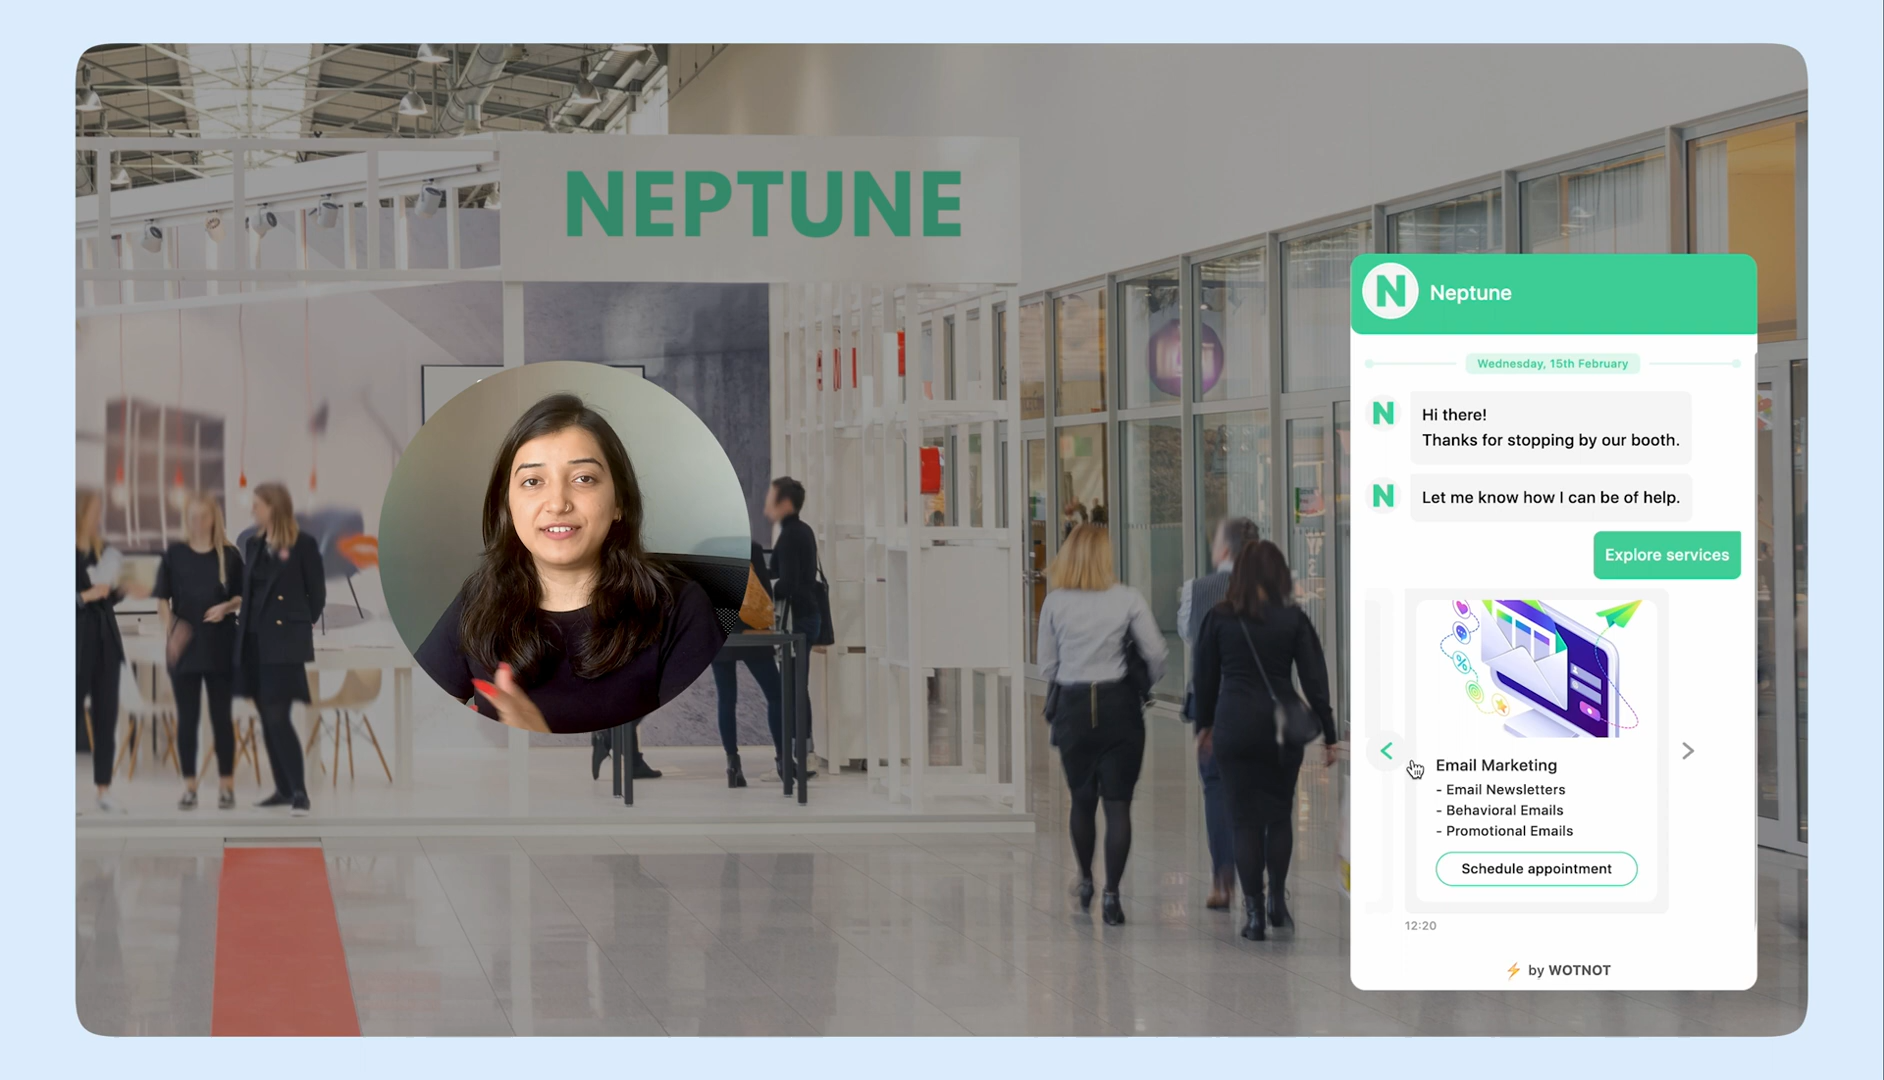 NEPTUNE
N Neptune
Wednesday, 15th February
N
Hi there!
Thanks for stopping by our booth.
N
Let me know how I can be of help.
Explore services
Email Marketing
- Email Newsletters
- Behavioral Emails
- Promotional Emails
Schedule appointment
12:20
by WOTNOT